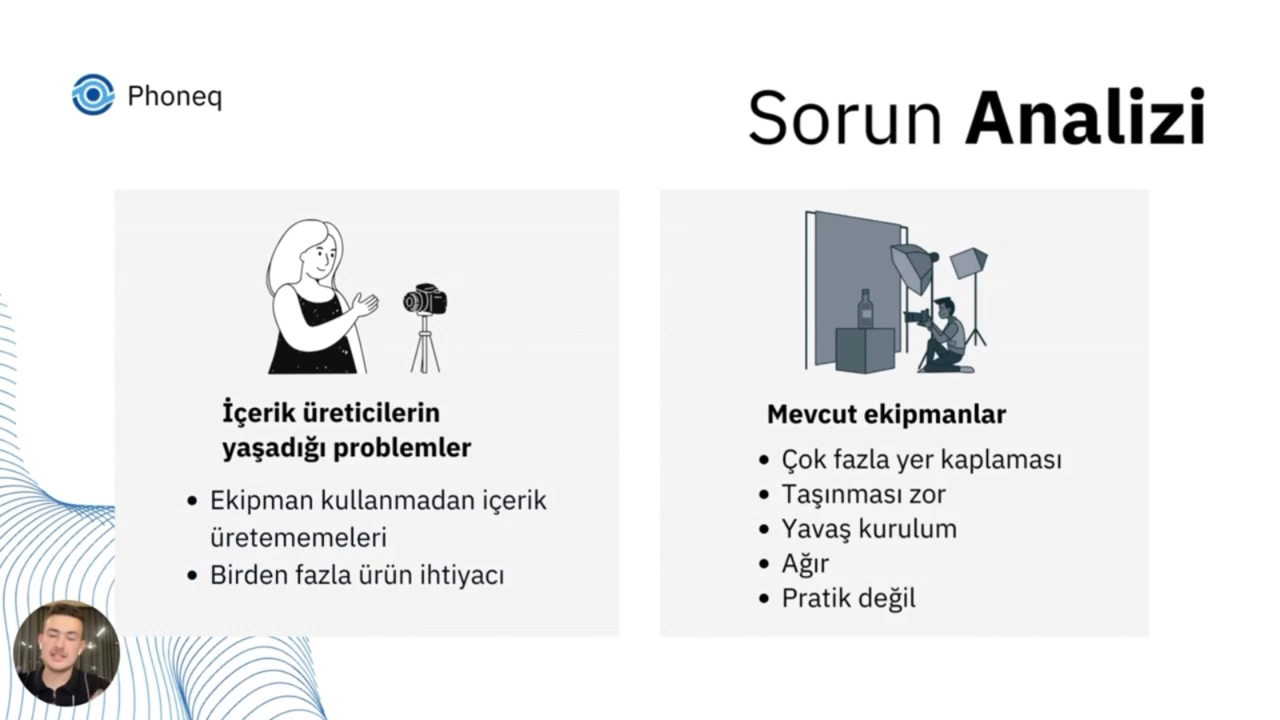 Phoneq
Sorun Analizi
İçerik üreticilerin
yaşadığı problemler
• Ekipman kullanmadan içerik
üretememeleri
• Birden fazla ürün ihtiyacı
Mevcut ekipmanlar
• Çok fazla yer kaplaması
• Taşınması zor
• Yavaş kurulum
• Ağır
• Pratik değil